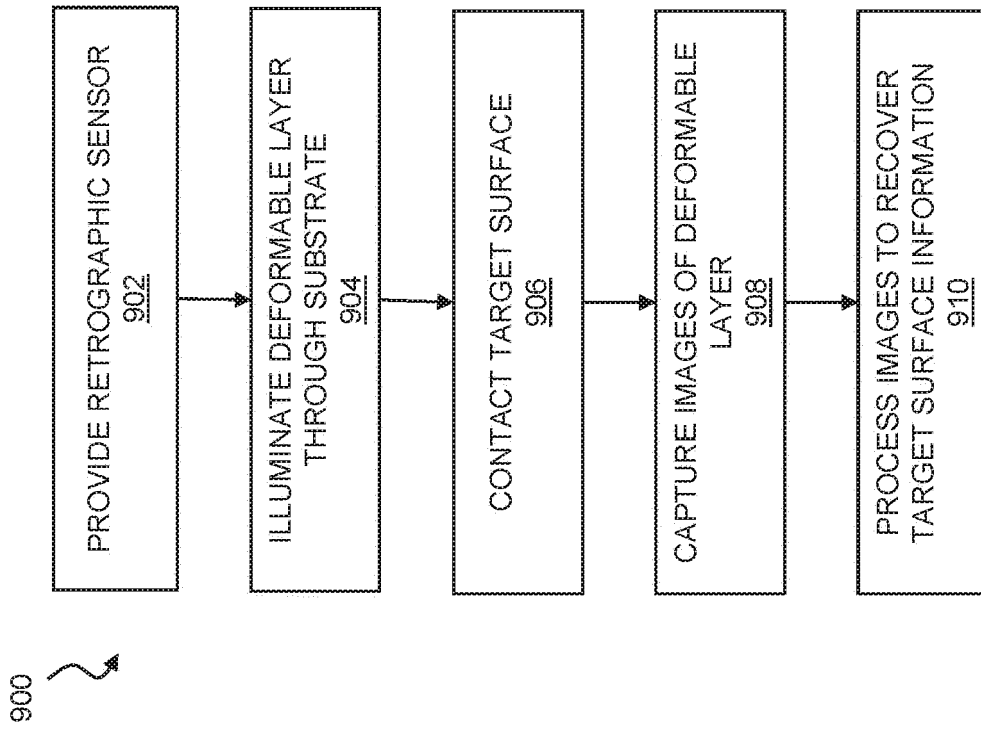 900
PROVIDE RETROGRAPHIC SENSOR
902
ILLUMINATE DEFORMABLE LAYER
THROUGH SUBSTRATE
904
CONTACT TARGET SURFACE
906
CAPTURE IMAGES OF DEFORMABLE
LAYER
908
PROCESS IMAGES TO RECOVER
TARGET SURFACE INFORMATION
910